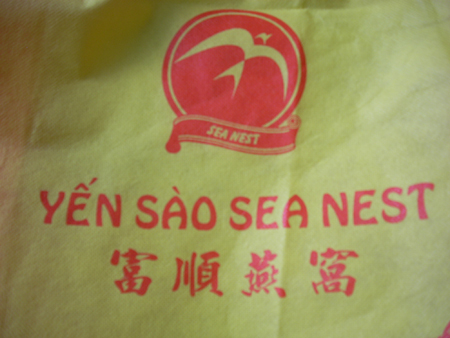 SEA NEST
YẾN SÀO SEA NEST
富順燕窩